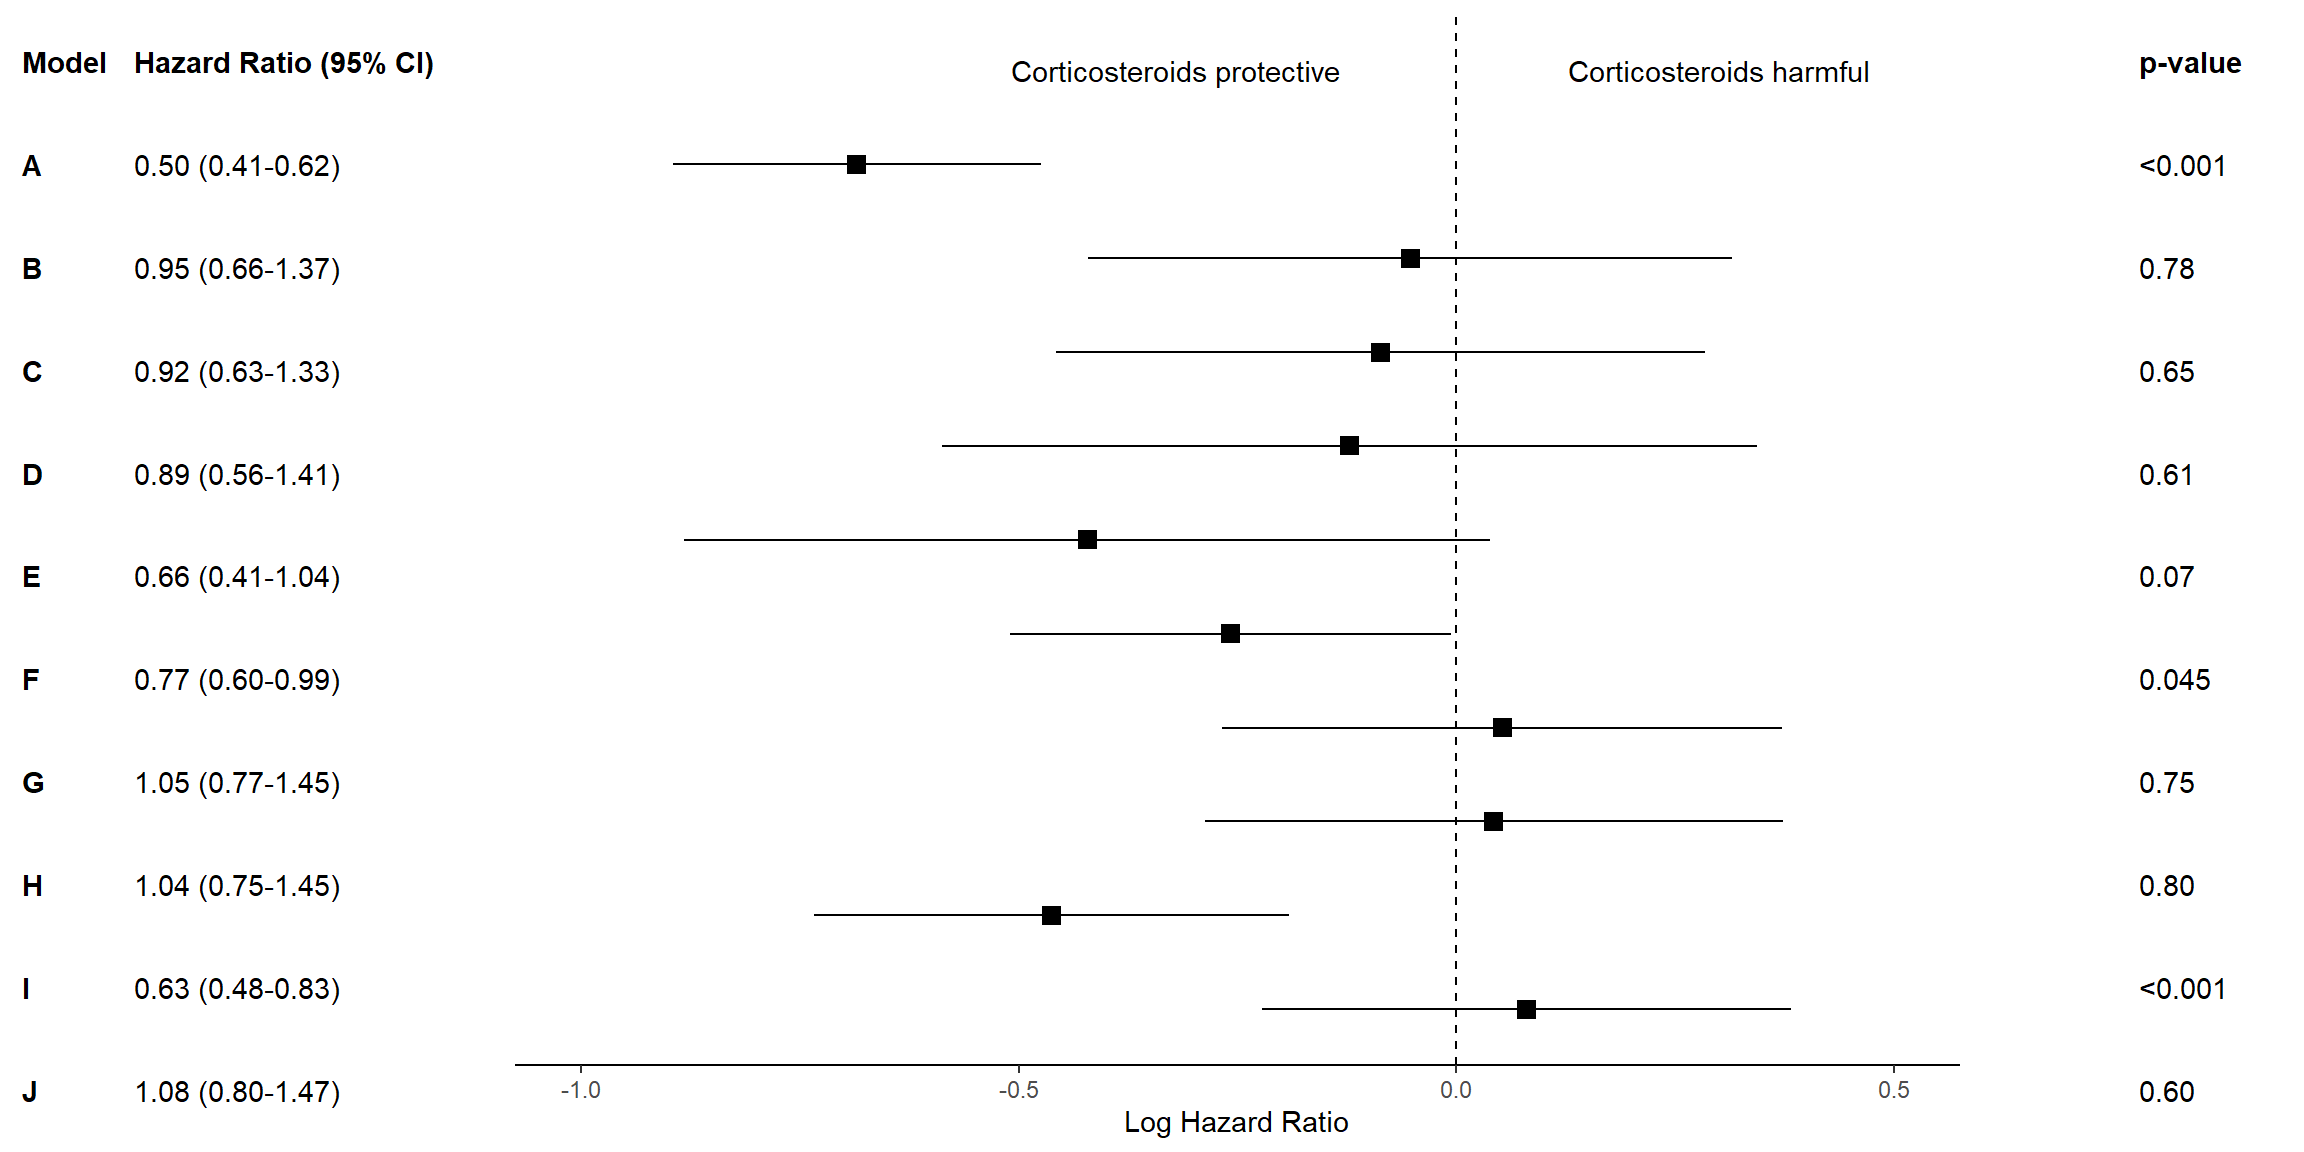 Model Hazard Ratio (95% CI) Corticosteroids protective Corticosteroids harmful p-value
A 0.50 (0.41-0.62) <0.001
B 0.95 (0.66-1.37) 0.78
C 0.92 (0.63-1.33) 0.65
D 0.89 (0.56-1.41) 0.61
E 0.66 (0.41-1.04) 0.07
F 0.77 (0.60-0.99) 0.045
G 1.05 (0.77-1.45) 0.75
H 1.04 (0.75-1.45) 0.80
I 0.63 (0.48-0.83) <0.001
J 1.08 (0.80-1.47) 0.60
-1.0 -0.5 0.0 0.5
Log Hazard Ratio